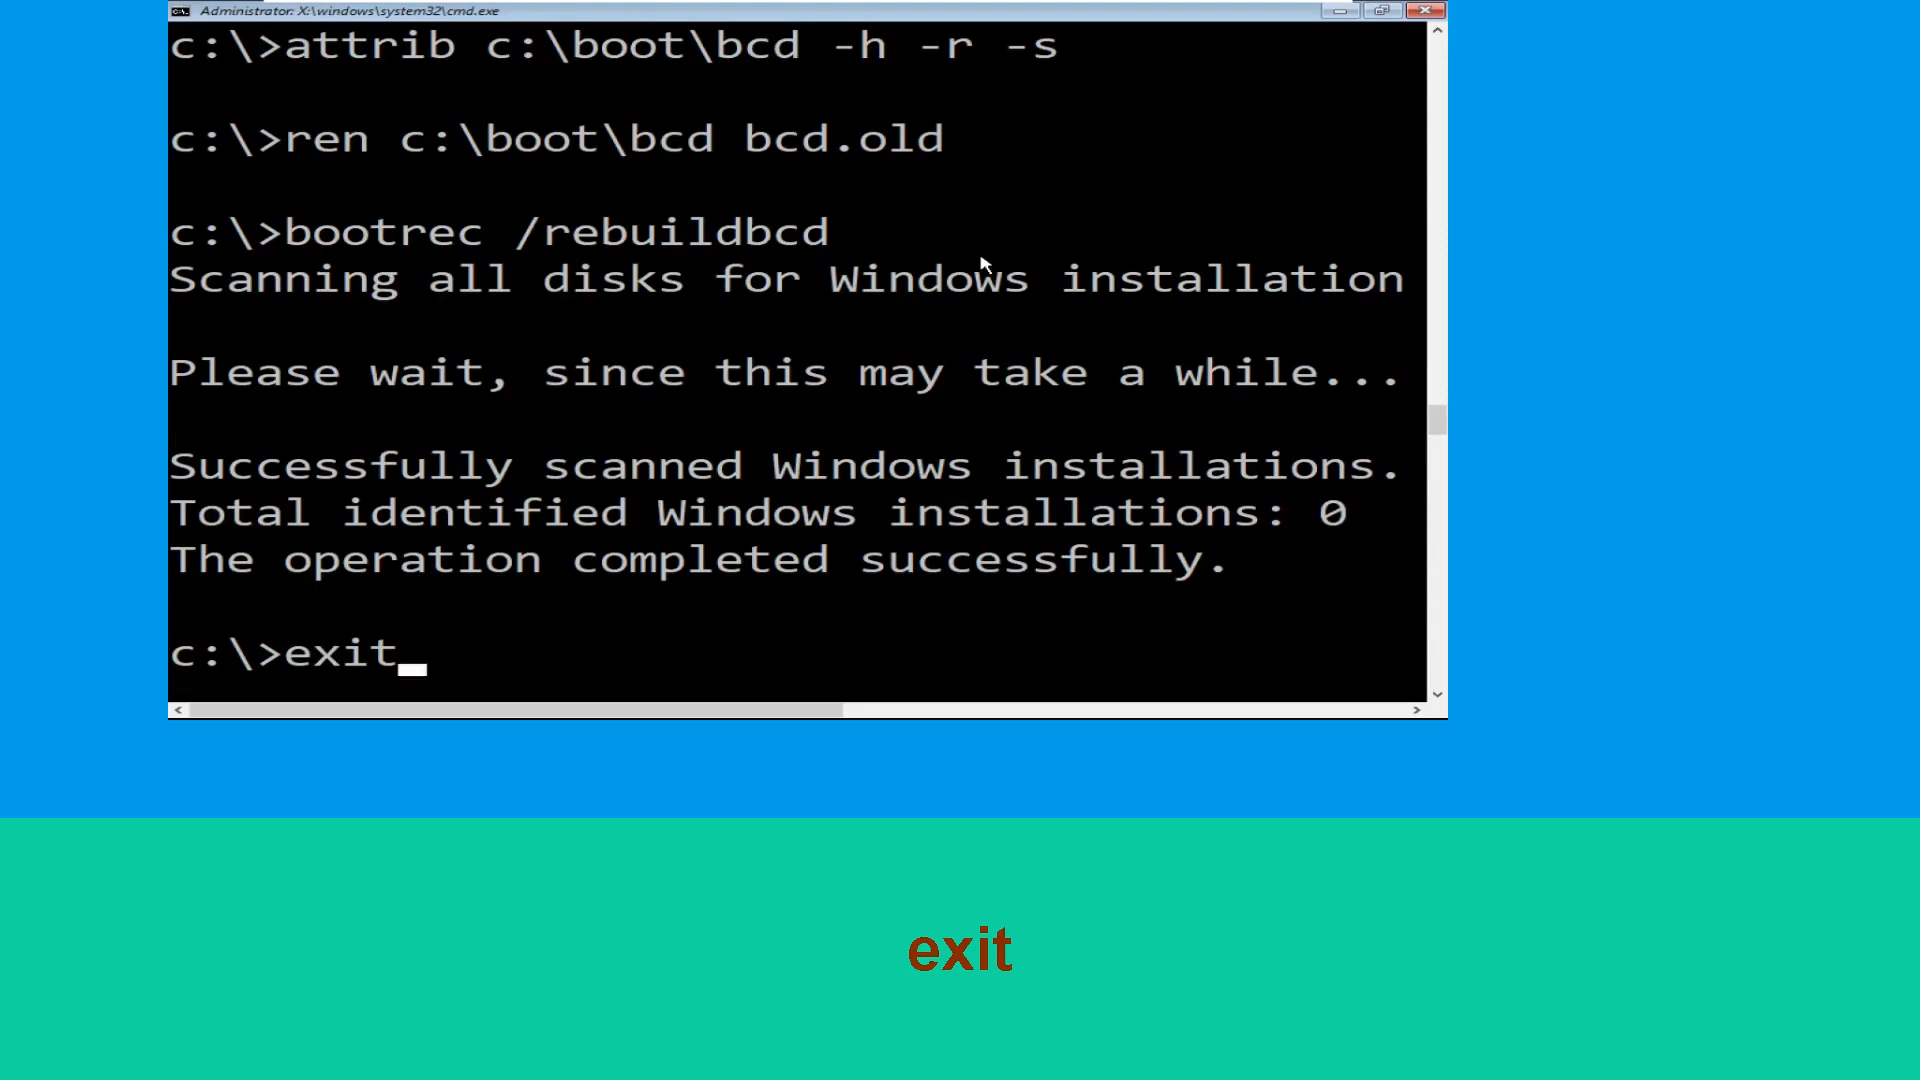 Administrator: X:\windows\system32\cmd.exe
c:\>attrib c:\boot\bcd -h -r -s
c:\>ren c:\boot\bcd bcd.old
c:\>bootrec /rebuildbcd
Scanning all disks for Windows installation
Please wait, since this may take a while...
Successfully scanned Windows installations.
Total identified Windows installations: 0
The operation completed successfully.
c:\>exit
exit